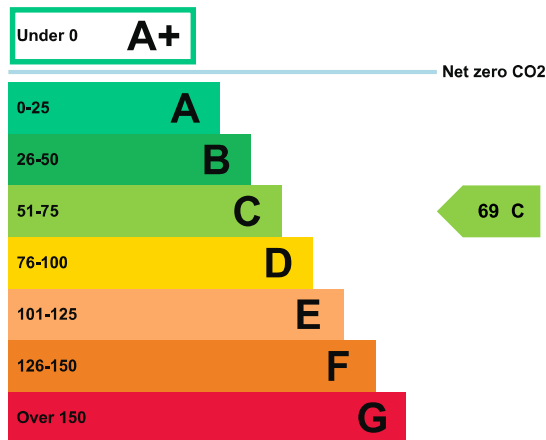 Under 0 A+
Net zero CO2
0-25 A
26-50 B
51-75 C
69 C
76-100 D
101-125 E
126-150 F
Over 150 G